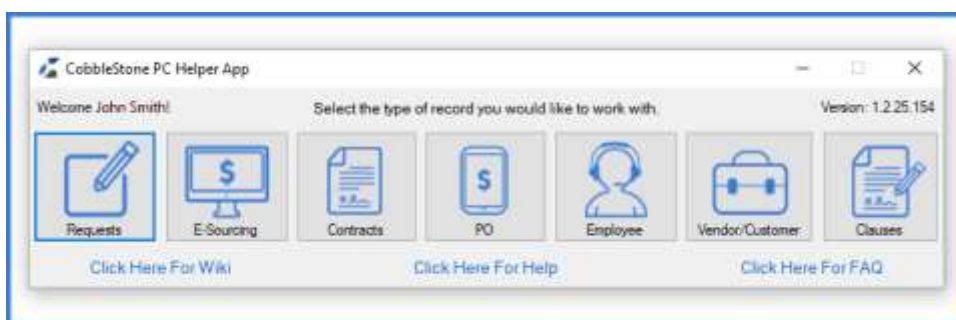 CobbleStone PC Helper App
Welcome John Smith! Select the type of record you would like to work with. Version: 1.2.25.154
$ $
Requests E-Sourcing Contracts PO Employee Vendor/Customer Clauses
Click Here For Wiki Click Here For Help Click Here For FAQ